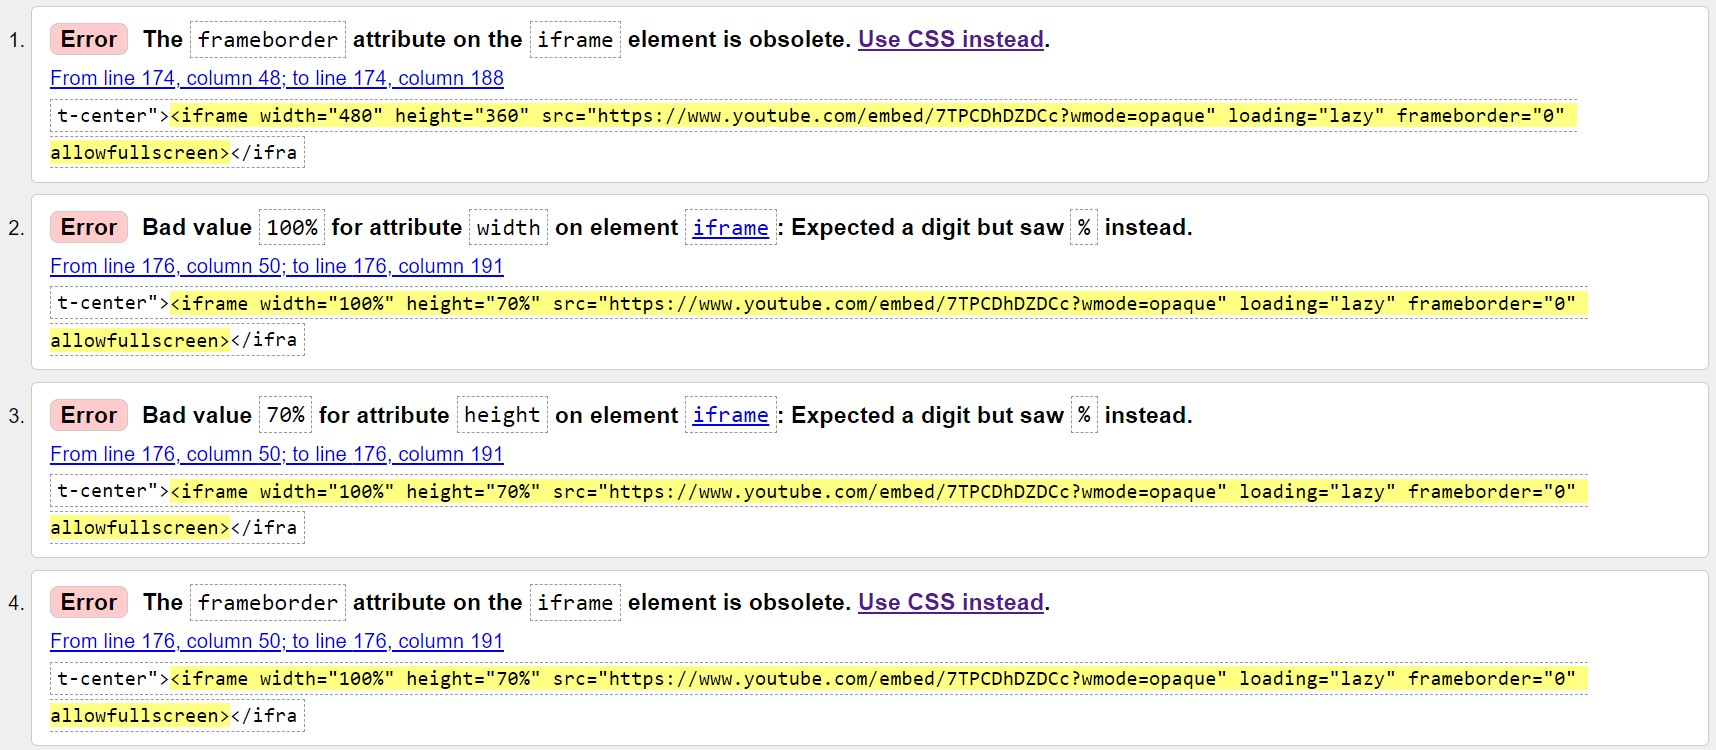 1. Error The frameborder attribute on the iframe element is obsolete. Use CSS instead.
From line 174, column 48; to line 174, column 188
t-center"><iframe width="480" height="360" src="https://www.youtube.com/embed/7TPCDhDZDCc?wmode=opaque" loading="lazy" frameborder="0"
allowfullscreen></ifra
2. Error Bad value 100% for attribute width on element iframe: Expected a digit but saw % instead.
From line 176, column 50; to line 176, column 191
t-center"><iframe width="100%" height="70%" src="https://www.youtube.com/embed/7TPCDhDZDCc?wmode=opaque" loading="lazy" frameborder="0"
allowfullscreen></ifra
3. Error Bad value 70% for attribute height on element iframe: Expected a digit but saw % instead.
From line 176, column 50; to line 176, column 191
t-center"><iframe width="100%" height="70%" src="https://www.youtube.com/embed/7TPCDhDZDCc?wmode=opaque" loading="lazy" frameborder="0"
allowfullscreen></ifra
4. Error The frameborder attribute on the iframe element is obsolete. Use CSS instead.
From line 176, column 50; to line 176, column 191
t-center"><iframe width="100%" height="70%" src="https://www.youtube.com/embed/7TPCDhDZDCc?wmode=opaque" loading="lazy" frameborder="0"
allowfullscreen></ifra